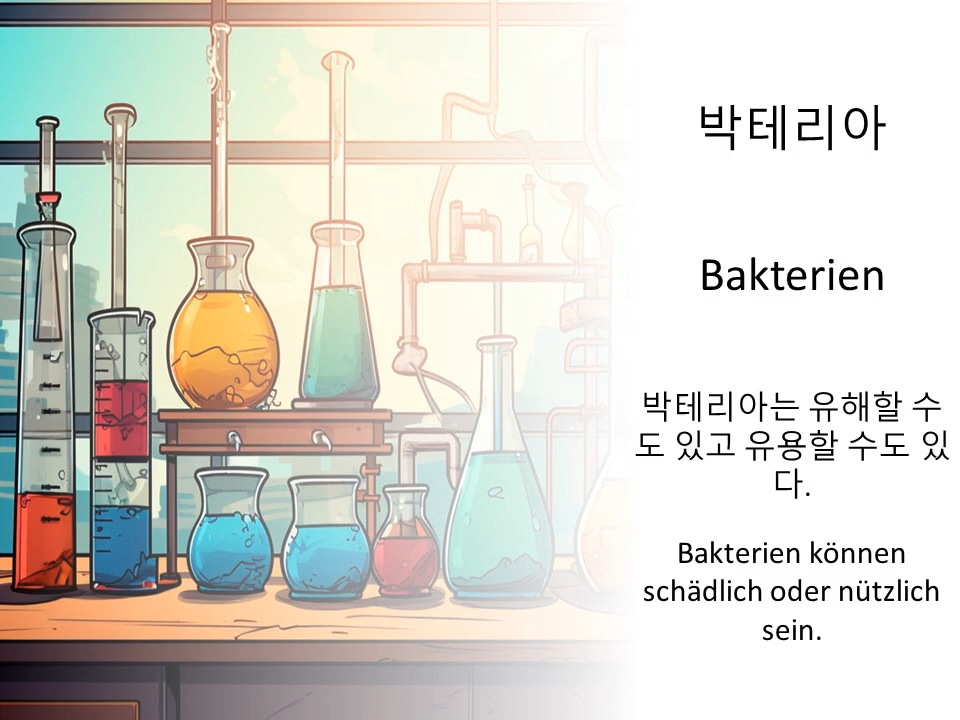 박테리아
Bakterien
박테리아는 유해할 수
도 있고 유용할 수도 있
다.
Bakterien können
schädlich oder nützlich
sein.